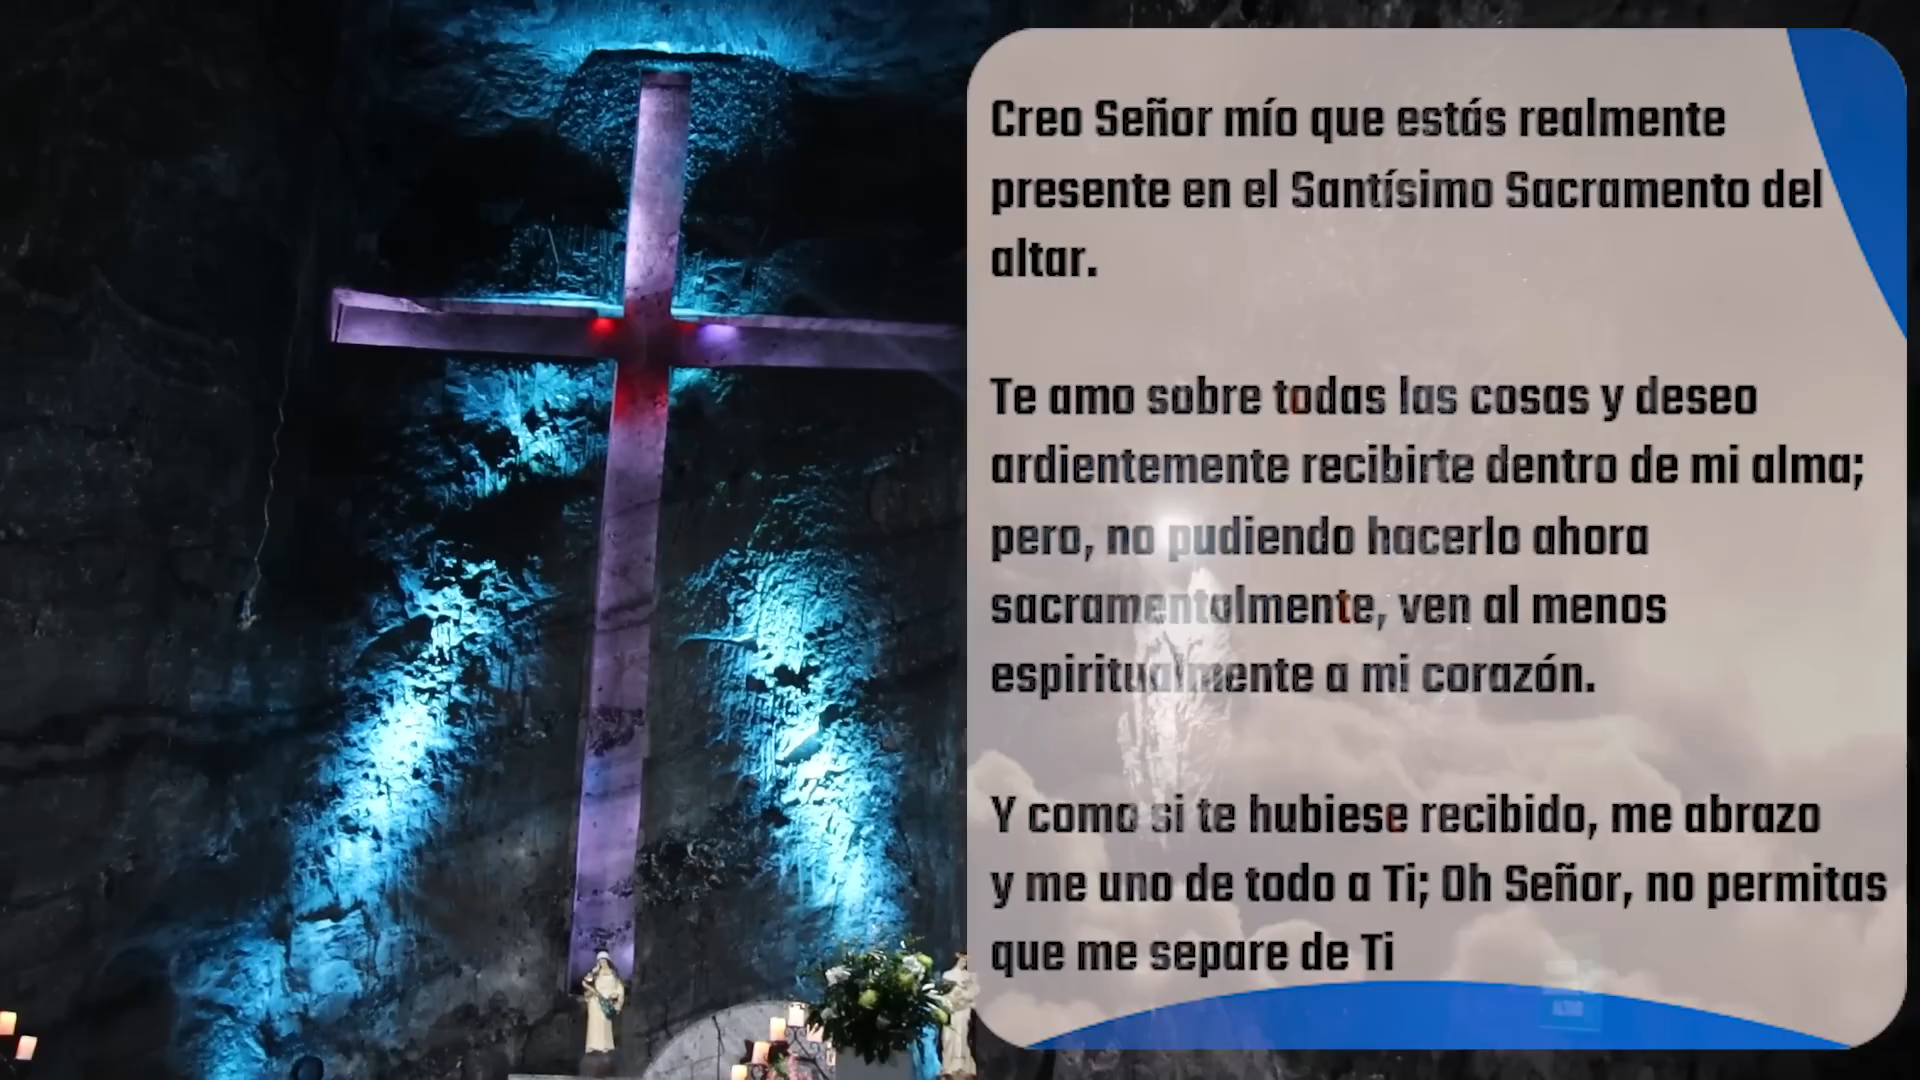 Creo Señor mío que estás realmente
presente en el Santísimo Sacramento del
altar.
Te amo sobre todas las cosas y deseo
ardientemente recibirte dentro de mi alma;
pero, no pudiendo hacerlo ahora
sacramentalmente, ven al menos
espiritualmente a mi corazón.
Y como si te hubiese recibido, me abrazo
y me uno de todo a Ti; Oh Señor, no permitas
que me separe de Ti